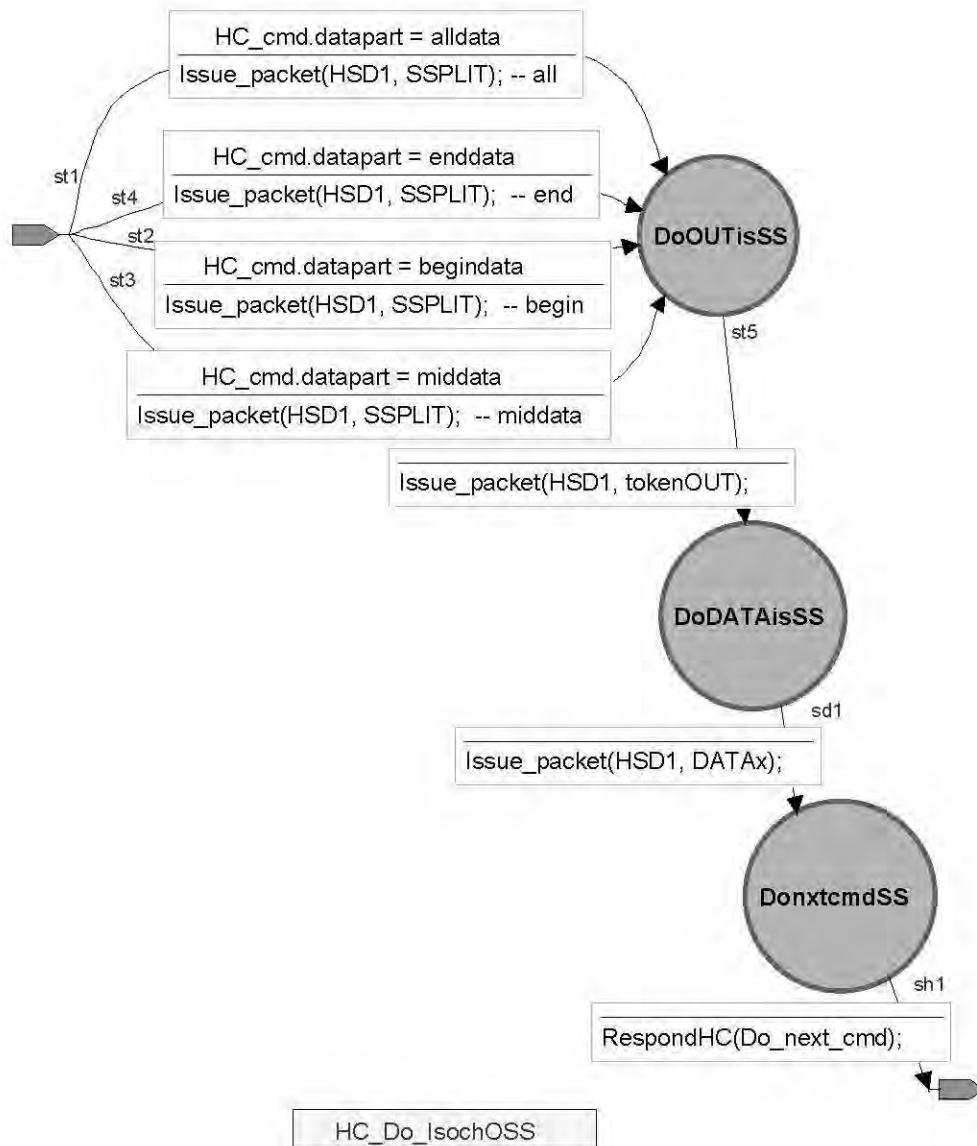 HC_cmd.datapart = alldata
Issue_packet(HSD1, SSPLIT); -- all
st1
HC_cmd.datapart = enddata
Issue_packet(HSD1, SSPLIT); -- end
st4
st2
HC_cmd.datapart = begindata
Issue_packet(HSD1, SSPLIT); -- begin
st3
HC_cmd.datapart = middata
Issue_packet(HSD1, SSPLIT); -- middata
DoOUTisSS
st5
Issue_packet(HSD1, tokenOUT);
DoDATAisSS
sd1
Issue_packet(HSD1, DATAx);
DonxtcmdSS
sh1
RespondHC(Do_next_cmd);
HC_Do_IsochOSS